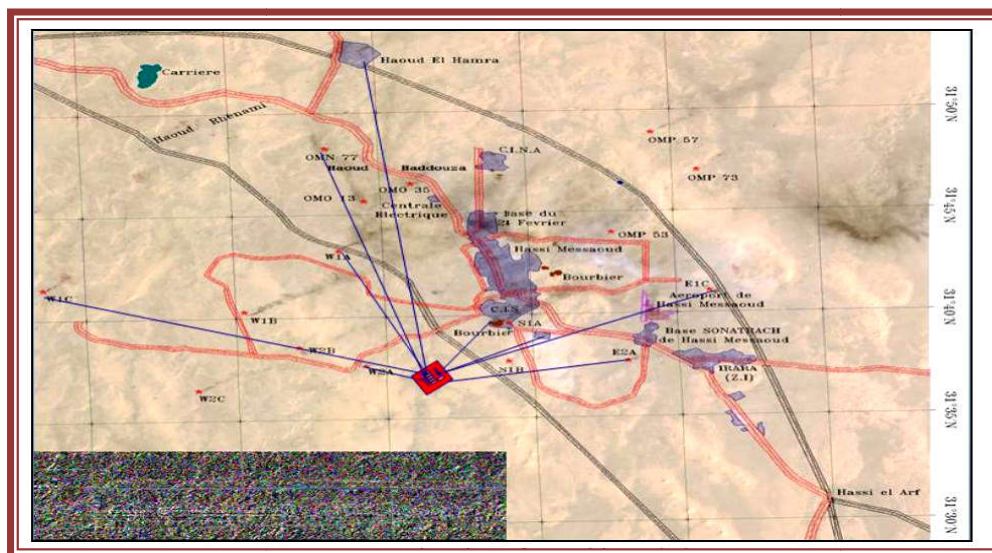 Haoud El Hamra
Carriere
31°50'N
Haoud Rhenami
OMP 57
OMN 77
C.I.N.A
Haoud Haddouza
OMP 73
OMO 35
OMO 13
Centrale
Electrique
Base du
24 Fevrier
31°45'N
OMP 53
Hassi Messaoud
W1A
Bourbier
E1C
W1C
Aeroport de
Hassi Messaoud
31°40'N
C.I.S
W1B
S1A
Bourbier
Base SONATRACH
de Hassi Messaoud
W2B
E2A
W2A
S1B
IRARA
(Z.I)
W2C
31°35'N
Hassi el Arf
31°30'N